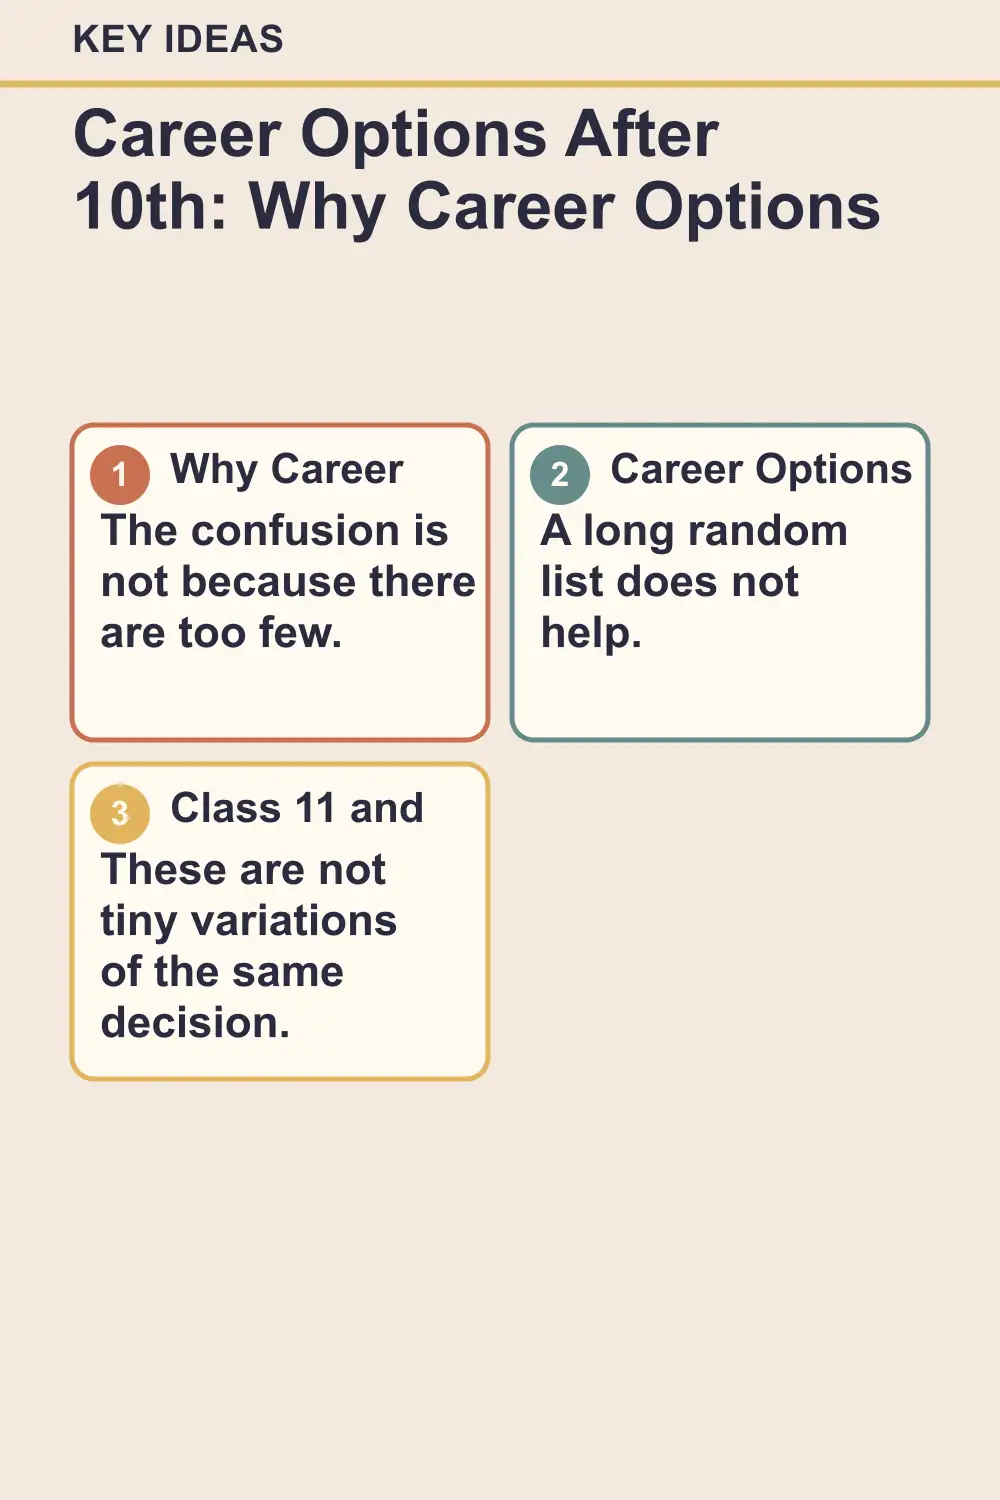 KEY IDEAS
Career Options After
10th: Why Career Options
1 Why Career
The confusion is
not because there
are too few.
2 Career Options
A long random
list does not
help.
3 Class 11 and
These are not
tiny variations
of the same
decision.